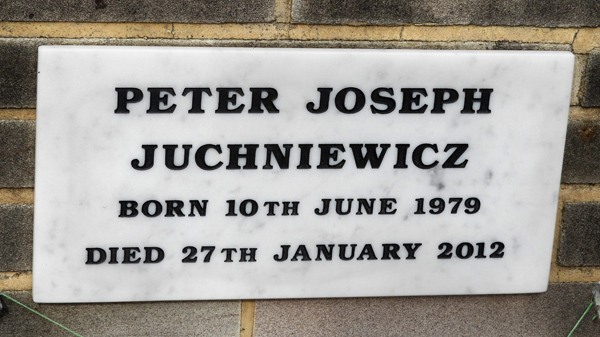 PETER JOSEPH
JUCHNIEWICZ
BORN 10TH JUNE 1979
DIED 27TH JANUARY 2012